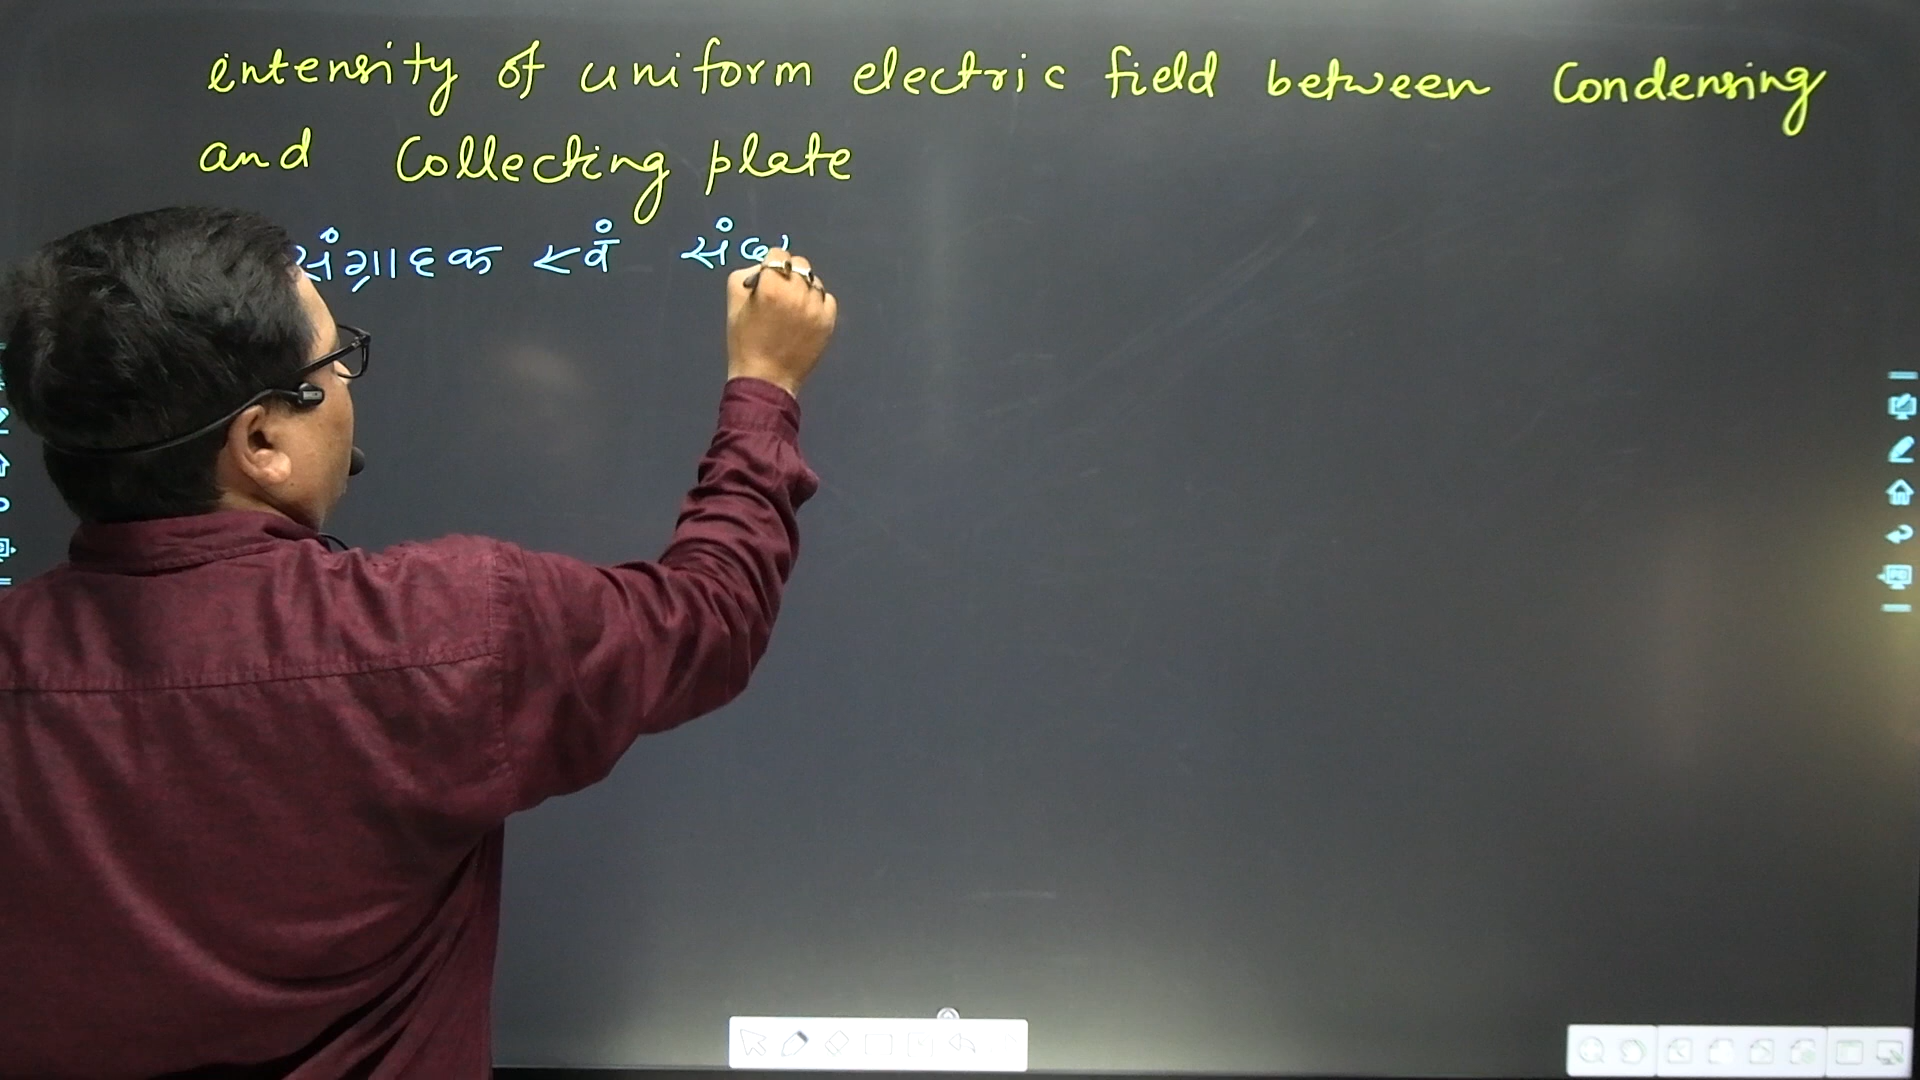 intensity of uniform electric field between Condensing
and Collecting plate
संग्राहक एवं